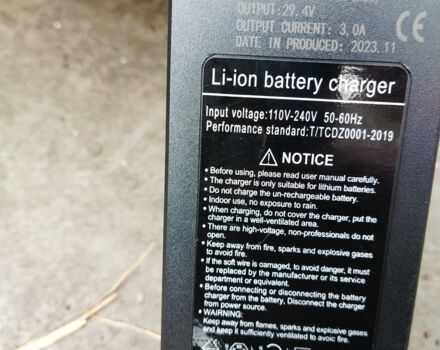 OUTPUT:29.4V
OUTPUT CURRENT: 3.0A
DATE IN PRODUCED: 2023.11
CE
Li-ion battery charger
Input voltage:110V-240V 50-60Hz
Performance standard:T/TCDZ0001-2019
NOTICE
• Before using, please read user manual carefully.
• The charger is only suitable for lithium batteries.
• Do not charge the un-rechargeable battery.
• Indoor use, no exposure to rain.
• When charging, do not cover the charger, put the
charger in a cool and ventilated place.
• There are high-voltage, non-professionals do not
open.
• Keep away from fire, sparks and explosive gases
to avoid fire.
• If the soft wire is damaged, to avoid danger, it must
be replaced by the manufacturer or its service
department or equivalent.
• Before connecting or disconnecting the battery
charger from the battery, Disconnect the charger
from power source.
• WARNING:
Keep away from flames, sparks and explosive gases
and keep it sufficiently ventilated to avoid fire.